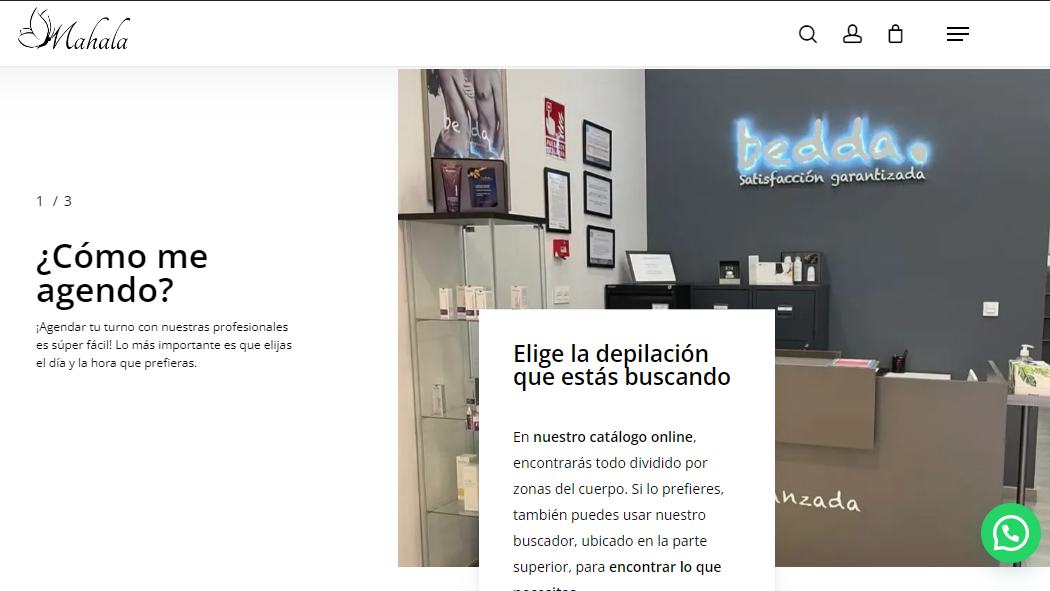 Mahala
1 / 3
¿Cómo me
agendo?
¡Agendar tu turno con nuestras profesionales
es súper fácil! Lo más importante es que elijas
el día y la hora que prefieras.
bedda
bedda.
Satisfacción garantizada
Elige la depilación
que estás buscando
En nuestro catálogo online,
encontrarás todo dividido por
zonas del cuerpo. Si lo prefieres,
también puedes usar nuestro
buscador, ubicado en la parte
superior, para encontrar lo que
necesitas.
anzada